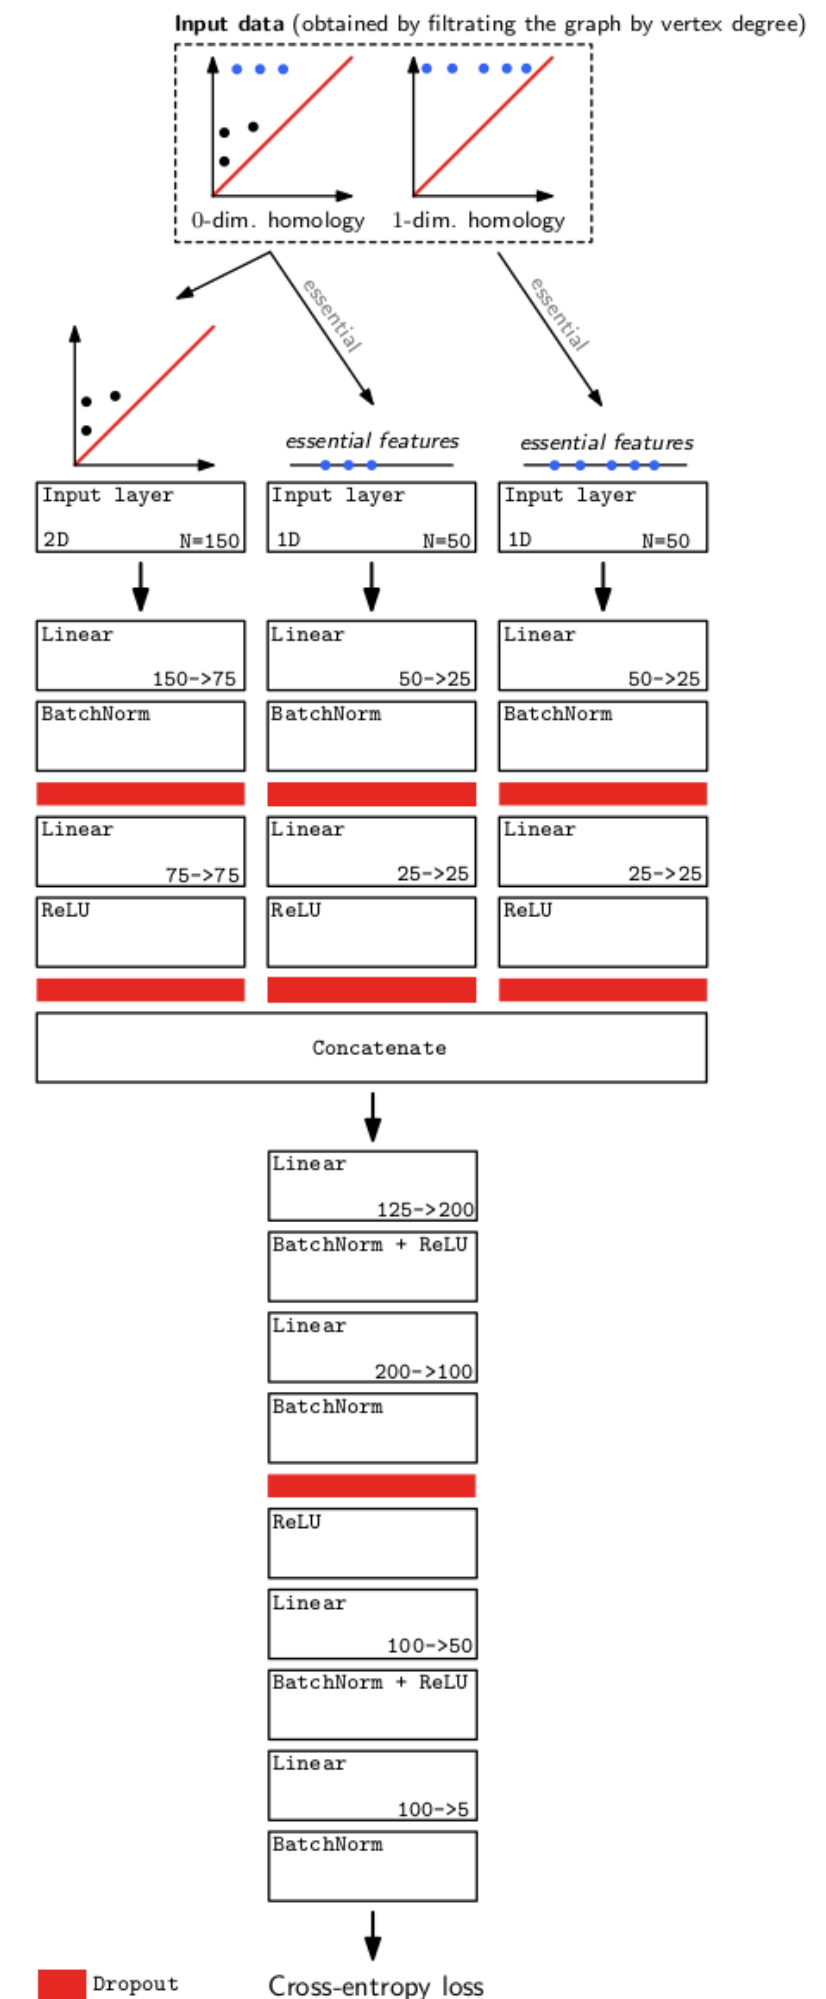 Input data (obtained by filtrating the graph by vertex degree)
0-dim. homology 1-dim. homology
essential essential
essential features essential features
Input layer Input layer Input layer
2D N=150 1D N=50 1D N=50
Linear Linear Linear
150->75 50->25 50->25
BatchNorm BatchNorm BatchNorm
Linear Linear Linear
75->75 25->25 25->25
ReLU ReLU ReLU
Concatenate
Linear
125->200
BatchNorm + ReLU
Linear
200->100
BatchNorm
ReLU
Linear
100->50
BatchNorm + ReLU
Linear
100->5
BatchNorm
Dropout Cross-entropy loss